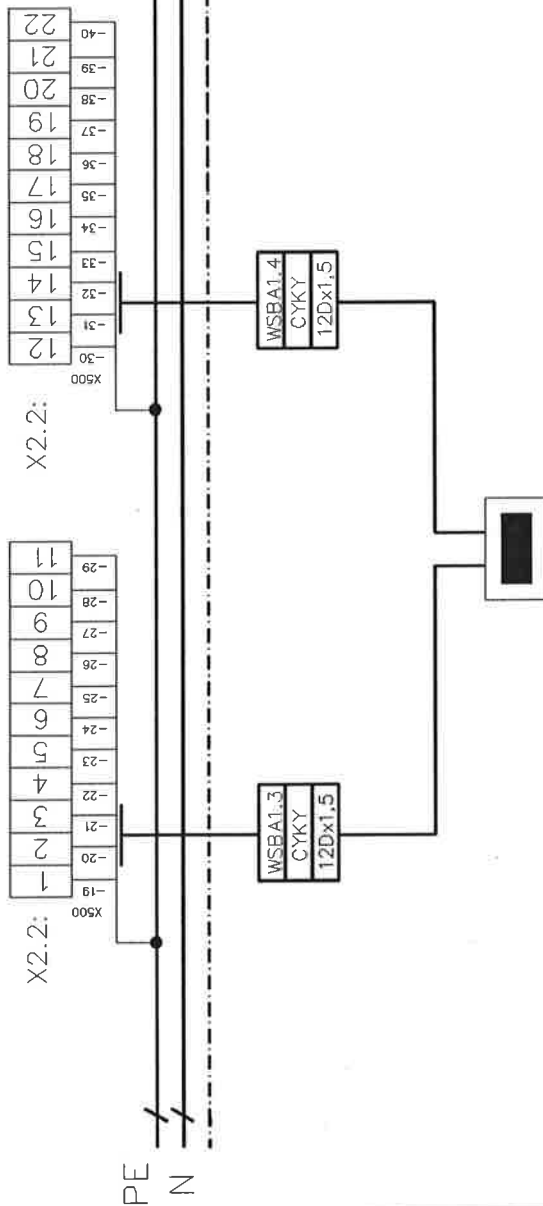 X2.2:
1 2 3 4 5 6 7 8 9 10 11
X500
-19 -20 -21 -22 -23 -24 -25 -26 -27 -28 -29
X2.2:
12 13 14 15 16 17 18 19 20 21 22
X500
-30 -31 -32 -33 -34 -35 -36 -37 -38 -39 -40
PE
N
WSBA1.3
CYKY
12Dx1,5
WSBA1.4
CYKY
12Dx1,5